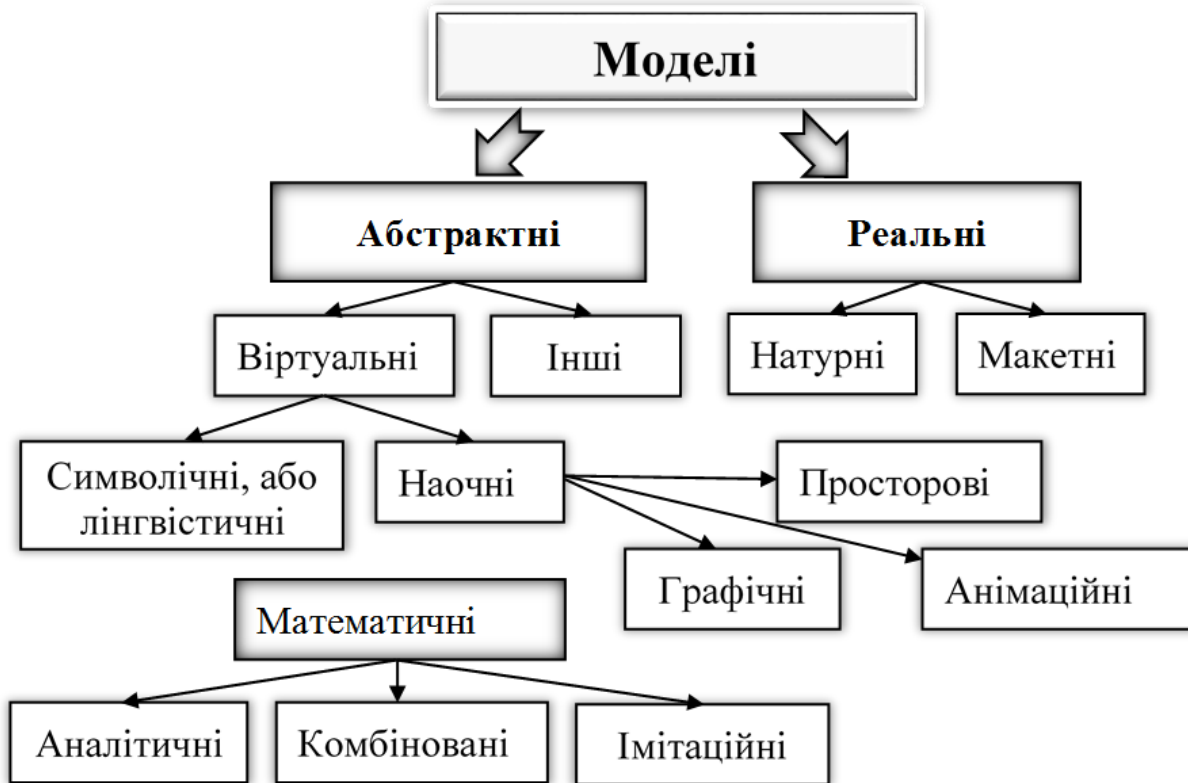 Моделі
Абстрактні
Реальні
Віртуальні
Інші
Натурні
Макетні
Символічні, або
лінгвістичні
Наочні
Просторові
Графічні
Анімаційні
Математичні
Аналітичні
Комбіновані
Імітаційні